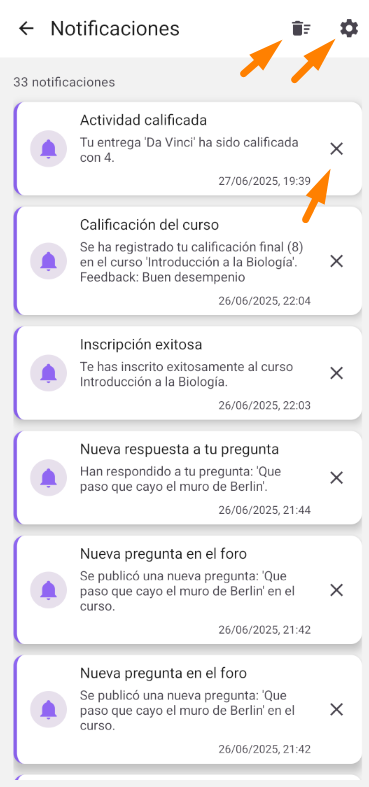 Notificaciones
33 notificaciones
Actividad calificada
Tu entrega 'Da Vinci' ha sido calificada
con 4.
27/06/2025, 19:39
Calificación del curso
Se ha registrado tu calificación final (8)
en el curso 'Introducción a la Biología'.
Feedback: Buen desempenio
26/06/2025, 22:04
Inscripción exitosa
Te has inscrito exitosamente al curso
Introducción a la Biología.
26/06/2025, 22:03
Nueva respuesta a tu pregunta
Han respondido a tu pregunta: 'Que
paso que cayo el muro de Berlin'.
26/06/2025, 21:44
Nueva pregunta en el foro
Se publicó una nueva pregunta: 'Que
paso que cayo el muro de Berlin' en el
curso.
26/06/2025, 21:42
Nueva pregunta en el foro
Se publicó una nueva pregunta: 'Que
paso que cayo el muro de Berlin' en el
curso.
26/06/2025, 21:42